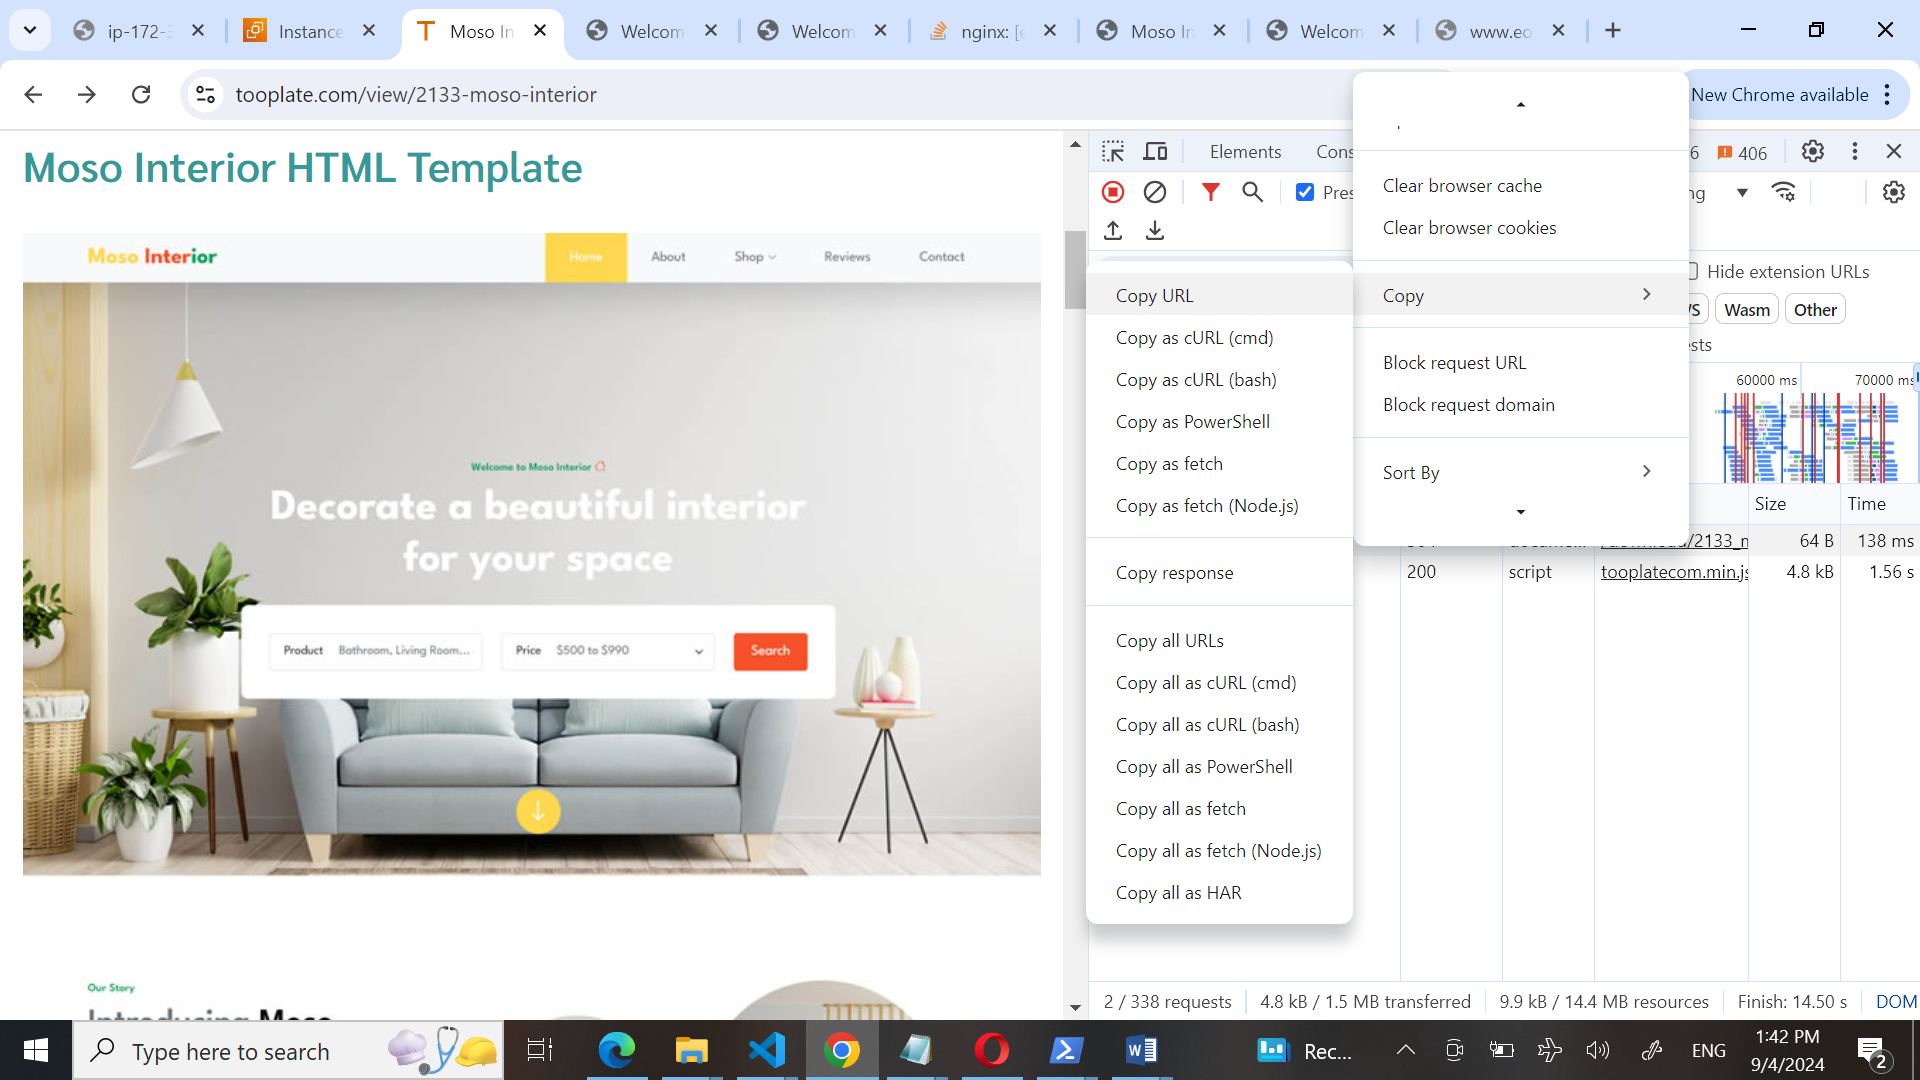 ip-172-3
Instance
Moso In
Welcom
Welcom
nginx: [e
Moso In
Welcom
www.eo
tooplate.com/view/2133-moso-interior
New Chrome available
Moso Interior HTML Template
Moso Interior
Home
About
Shop
Reviews
Contact
Welcome to Moso Interior
Decorate a beautiful interior
for your space
Product
Bathroom, Living Room...
Price
$500 to $990
Search
Our Story
Introducing Moso
Elements
Cons
6
406
Pres
ng
Hide extension URLs
WS
Wasm
Other
ests
60000 ms
70000 ms
Size
Time
/download/2133_m
64 B
138 ms
200
script
tooplatecom.min.js
4.8 kB
1.56 s
Clear browser cache
Clear browser cookies
Copy
Block request URL
Block request domain
Sort By
Copy URL
Copy as cURL (cmd)
Copy as cURL (bash)
Copy as PowerShell
Copy as fetch
Copy as fetch (Node.js)
Copy response
Copy all URLs
Copy all as cURL (cmd)
Copy all as cURL (bash)
Copy all as PowerShell
Copy all as fetch
Copy all as fetch (Node.js)
Copy all as HAR
2 / 338 requests
4.8 kB / 1.5 MB transferred
9.9 kB / 14.4 MB resources
Finish: 14.50 s
DOM
Type here to search
Rec...
ENG
1:42 PM
9/4/2024
2